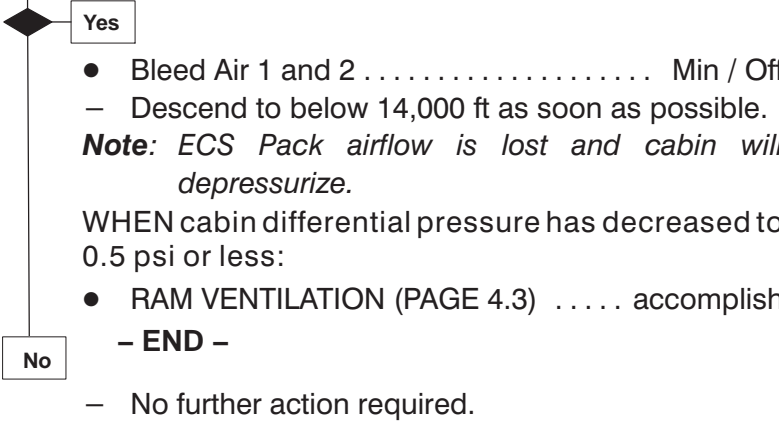 Yes
● Bleed Air 1 and 2 . . . . . . . . . . . . . . . . . . . . Min / Off
– Descend to below 14,000 ft as soon as possible.
Note: ECS Pack airflow is lost and cabin will
depressurize.
WHEN cabin differential pressure has decreased to
0.5 psi or less:
● RAM VENTILATION (PAGE 4.3) . . . . . accomplish
– END –
No
– No further action required.